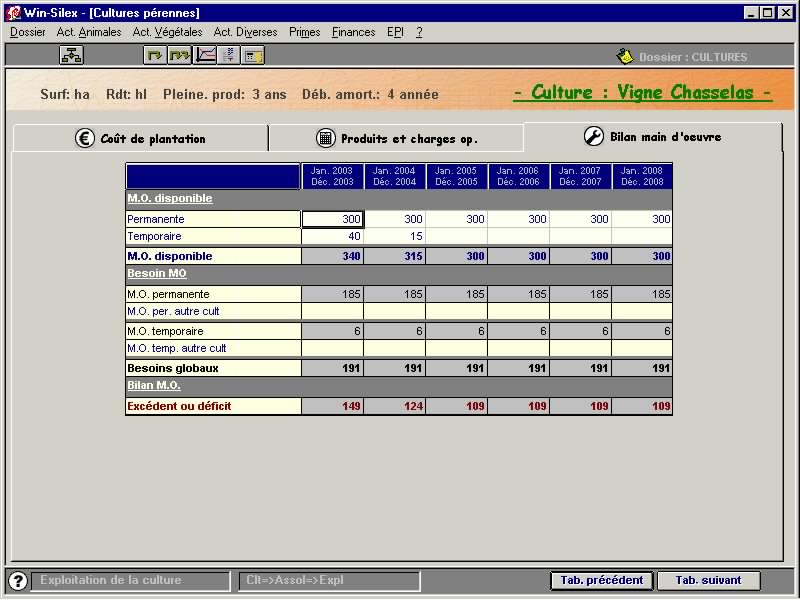 Win-Silex - [Cultures pérennes]
Dossier Act. Animales Act. Végétales Act. Diverses Primes Finances EPI ?
Dossier : CULTURES
Surf: ha Rdt: hl Pleine. prod: 3 ans Déb. amort.: 4 année - Culture : Vigne Chasselas -
€ Coût de plantation Produits et charges op. Bilan main d'oeuvre
Jan. 2003 Jan. 2004 Jan. 2005 Jan. 2006 Jan. 2007 Jan. 2008
Déc. 2003 Déc. 2004 Déc. 2005 Déc. 2006 Déc. 2007 Déc. 2008
M.O. disponible
Permanente 300 300 300 300 300 300
Temporaire 40 15
M.O. disponible 340 315 300 300 300 300
Besoin MO
M.O. permanente 185 185 185 185 185 185
M.O. per. autre cult
M.O. temporaire 6 6 6 6 6 6
M.O. temp. autre cult
Besoins globaux 191 191 191 191 191 191
Bilan M.O.
Excédent ou déficit 149 124 109 109 109 109
? Exploitation de la culture Clt=>Assol=>Expl Tab. précédent Tab. suivant